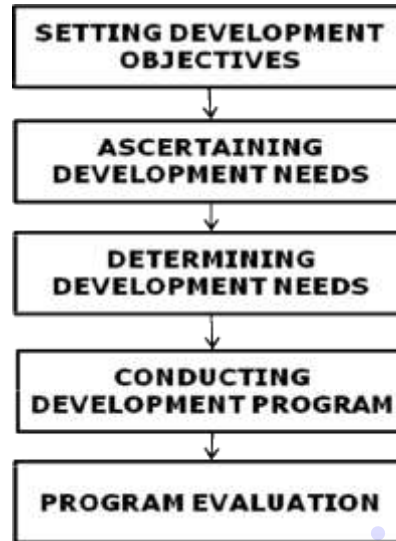 SETTING DEVELOPMENT
OBJECTIVES
ASCERTAINING
DEVELOPMENT NEEDS
DETERMINING
DEVELOPMENT NEEDS
CONDUCTING
DEVELOPMENT PROGRAM
PROGRAM EVALUATION